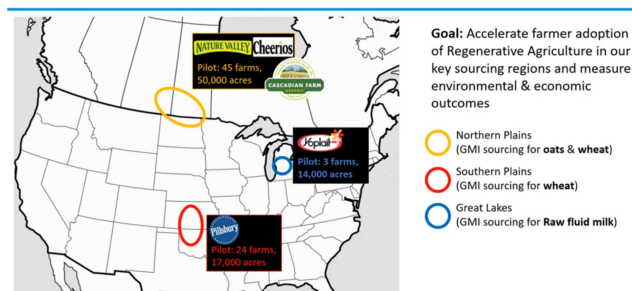 NATURE VALLEY
Cheerios
Pilot: 45 farms,
50,000 acres
CASCADIAN FARM
ORGANIC
Yoplait
Pilot: 3 farms,
14,000 acres
Pillsbury
Pilot: 24 farms,
17,000 acres
Goal: Accelerate farmer adoption
of Regenerative Agriculture in our
key sourcing regions and measure
environmental & economic
outcomes
Northern Plains
(GMI sourcing for oats & wheat)
Southern Plains
(GMI sourcing for wheat)
Great Lakes
(GMI sourcing for Raw fluid milk)